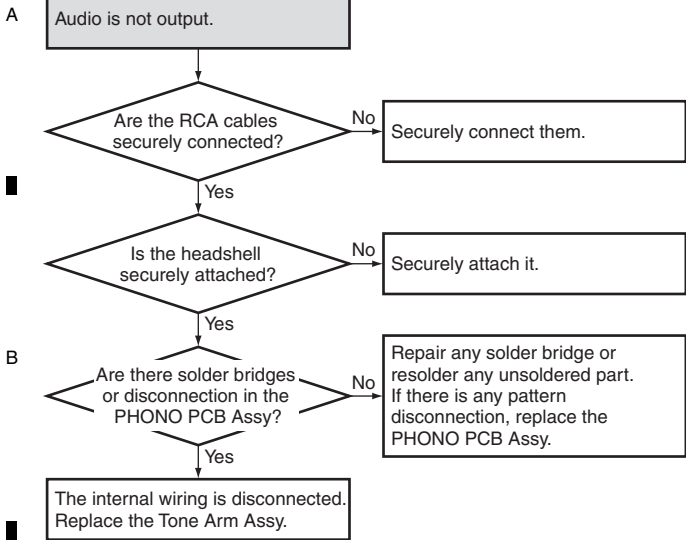 A
Audio is not output.
Are the RCA cables
securely connected?
No
Securely connect them.
Yes
Is the headshell
securely attached?
No
Securely attach it.
Yes
B
Are there solder bridges
or disconnection in the
PHONO PCB Assy?
No
Repair any solder bridge or
resolder any unsoldered part.
If there is any pattern
disconnection, replace the
PHONO PCB Assy.
Yes
The internal wiring is disconnected.
Replace the Tone Arm Assy.